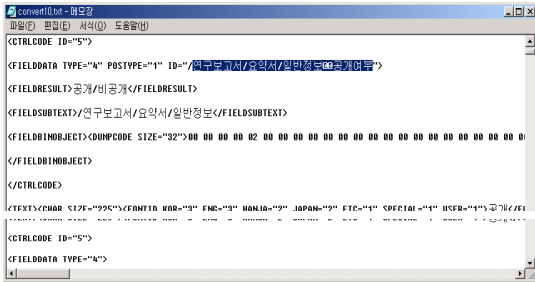 convert10.txt - 메모장
파일(F) 편집(E) 서식(O) 도움말(H)
<CTRLCODE ID="5">
<FIELDDATA TYPE="4" POSTYPE="1" ID="/연구보고서/요약서/일반정보@@공개여부">
<FIELDRESULT>공개/비공개</FIELDRESULT>
<FIELDSUBTEXT>/연구보고서/요약서/일반정보</FIELDSUBTEXT>
<FIELDBINOBJECT><DUMPCODE SIZE="32">00 00 00 00 02 00 00 00 00 00 00 00 00 00 00 00 00 00 00 0
</FIELDBINOBJECT>
</CTRLCODE>
<TEXT><CHAR SIZE="225"><FONTID KOR="3" ENG="3" HANJA="2" JAPAN="2" ETC="1" SPECIAL="1" USER="1">공개</F
<CTRLCODE ID="5">
<FIELDDATA TYPE="4">